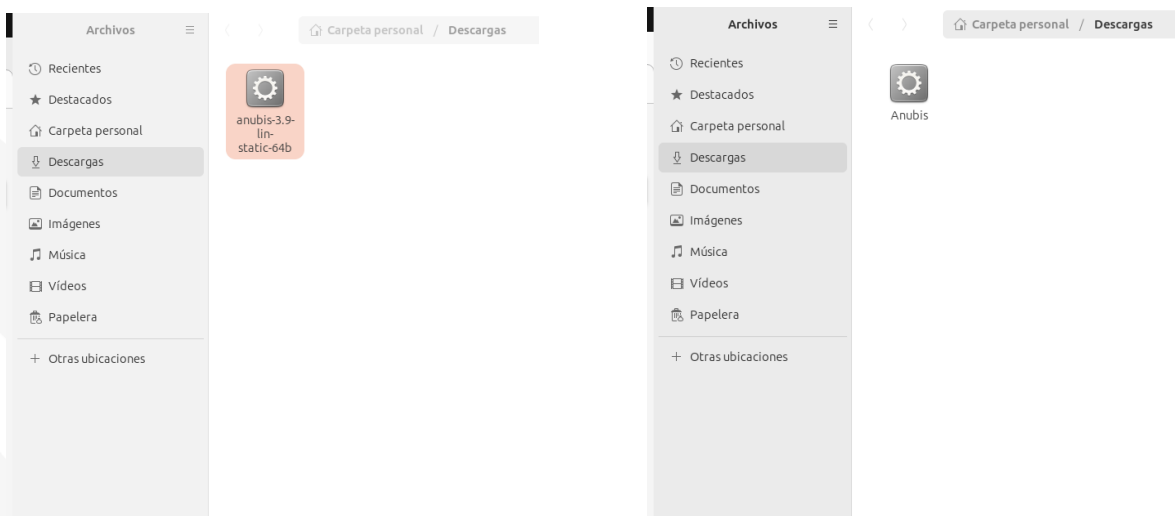 Archivos
Carpeta personal / Descargas
Recientes
Destacados
Carpeta personal
Descargas
Documentos
Imágenes
Música
Vídeos
Papelera
Otras ubicaciones
anubis-3.9-
lin-
static-64b
Archivos
Carpeta personal / Descargas
Recientes
Destacados
Carpeta personal
Descargas
Documentos
Imágenes
Música
Vídeos
Papelera
Otras ubicaciones
Anubis